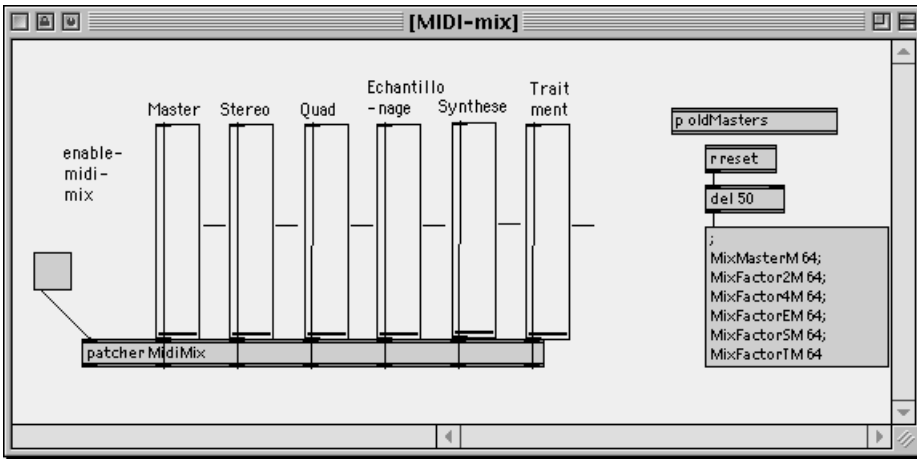 [MIDI-mix]
Master
Stereo
Quad
Echantillo
-nage
Synthese
Trait
ment
enable-
midi-
mix
patcher MidiMix
p oldMasters
r reset
del 50
;
MixMasterM 64;
MixFactor2M 64;
MixFactor4M 64;
MixFactorEM 64;
MixFactorSM 64;
MixFactorTM 64